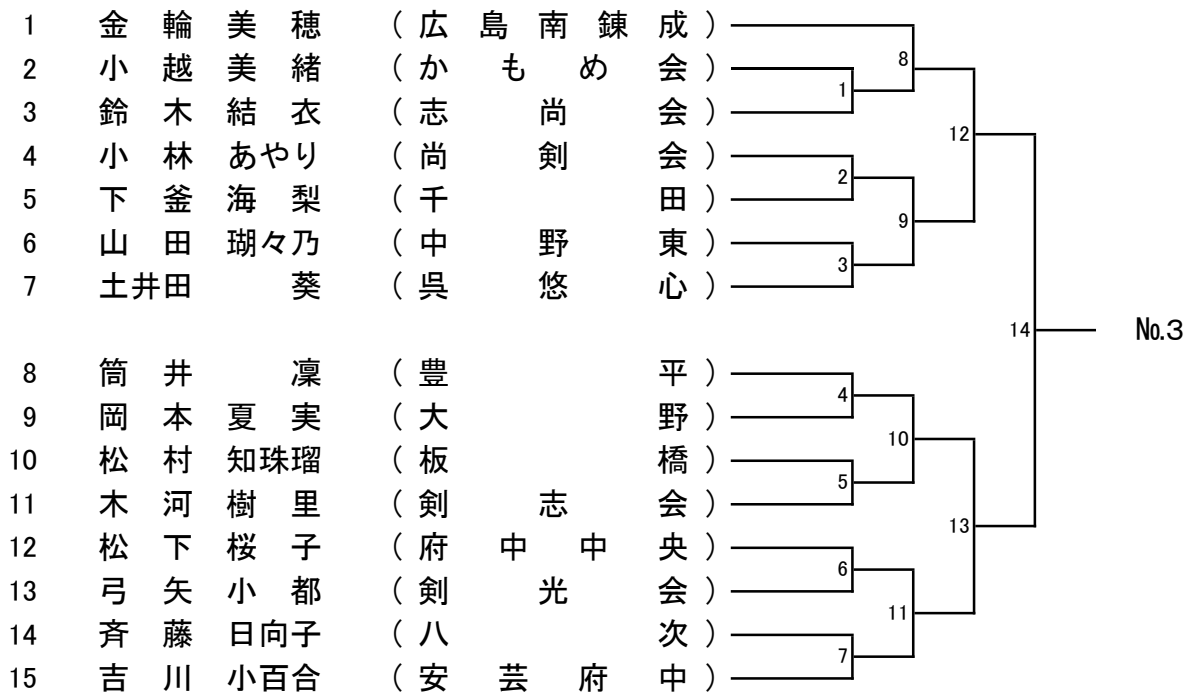 1 金輪美穂 (広島南錬成)
2 小越美緒 (かもめ会)
3 鈴木結衣 (志尚会)
4 小林あやり (尚剣会)
5 下釜海梨 (千田)
6 山田瑚々乃 (中野東)
7 土井田葵 (呉悠心)
8 筒井凜 (豊平)
9 岡本夏実 (大野)
10 松村知珠瑠 (板橋)
11 木河樹里 (剣志会)
12 松下桜子 (府中中央)
13 弓矢小都 (剣光会)
14 斉藤日向子 (八次)
15 吉川小百合 (安芸府中)
1
2
3
4
5
6
7
8
9
10
11
12
13
14
№3